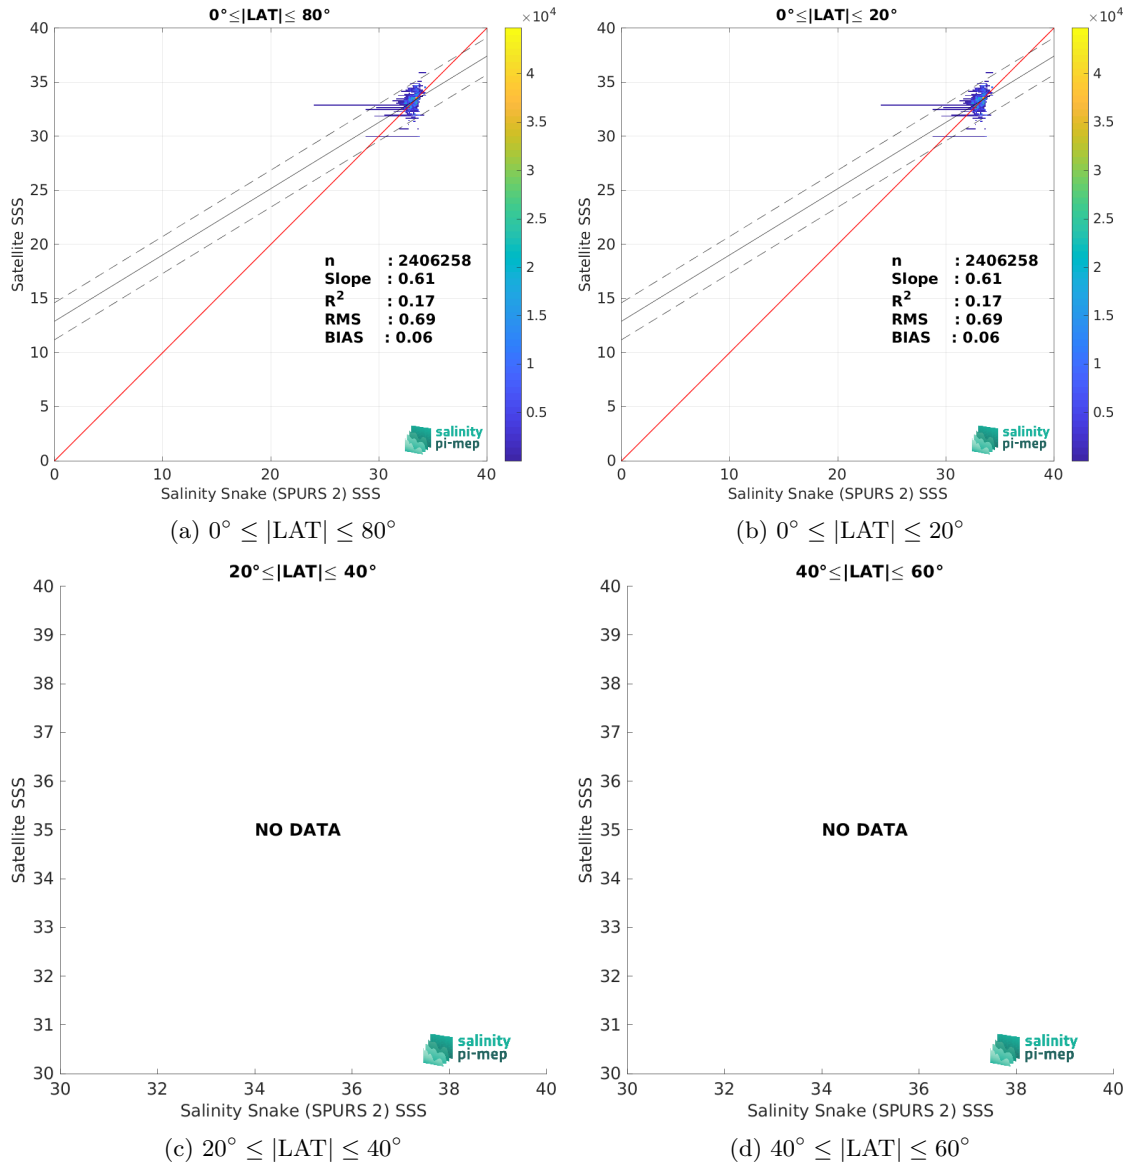 0°≤|LAT|≤ 80°
×10⁴
40
35
30
25
20
15
10
5
0
0 10 20 30 40
4
3.5
3
2.5
2
1.5
1
0.5
Satellite SSS
Salinity Snake (SPURS 2) SSS
n : 2406258
Slope : 0.61
R² : 0.17
RMS : 0.69
BIAS : 0.06
salinity
pi-mep
(a) 0° ≤ |LAT| ≤ 80°
0°≤|LAT|≤ 20°
×10⁴
40
35
30
25
20
15
10
5
0
0 10 20 30 40
4
3.5
3
2.5
2
1.5
1
0.5
Satellite SSS
Salinity Snake (SPURS 2) SSS
n : 2406258
Slope : 0.61
R² : 0.17
RMS : 0.69
BIAS : 0.06
salinity
pi-mep
(b) 0° ≤ |LAT| ≤ 20°
20°≤|LAT|≤ 40°
40
39
38
37
36
35
34
33
32
31
30
30 32 34 36 38 40
Satellite SSS
NO DATA
Salinity Snake (SPURS 2) SSS
salinity
pi-mep
(c) 20° ≤ |LAT| ≤ 40°
40°≤|LAT|≤ 60°
40
39
38
37
36
35
34
33
32
31
30
30 32 34 36 38 40
Satellite SSS
NO DATA
Salinity Snake (SPURS 2) SSS
salinity
pi-mep
(d) 40° ≤ |LAT| ≤ 60°